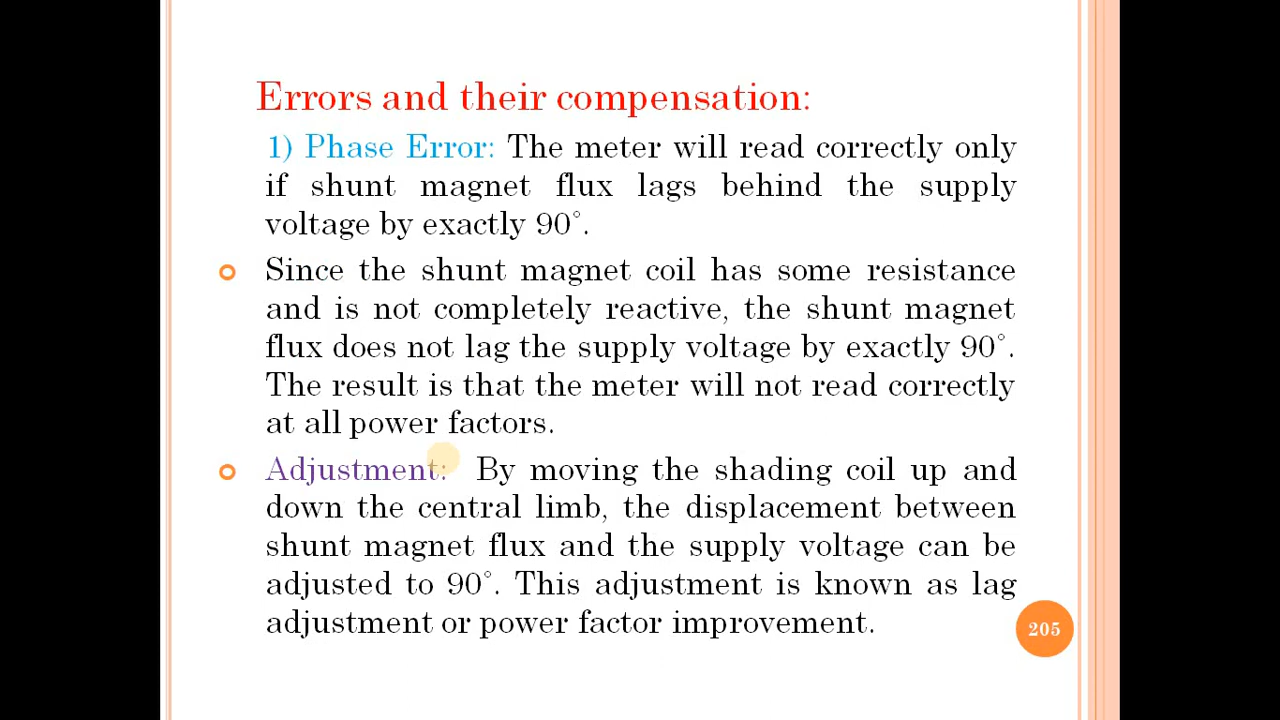 Errors and their compensation:
1) Phase Error: The meter will read correctly only
if shunt magnet flux lags behind the supply
voltage by exactly 90°.
Since the shunt magnet coil has some resistance
and is not completely reactive, the shunt magnet
flux does not lag the supply voltage by exactly 90°.
The result is that the meter will not read correctly
at all power factors.
Adjustment: By moving the shading coil up and
down the central limb, the displacement between
shunt magnet flux and the supply voltage can be
adjusted to 90°. This adjustment is known as lag
adjustment or power factor improvement.
205